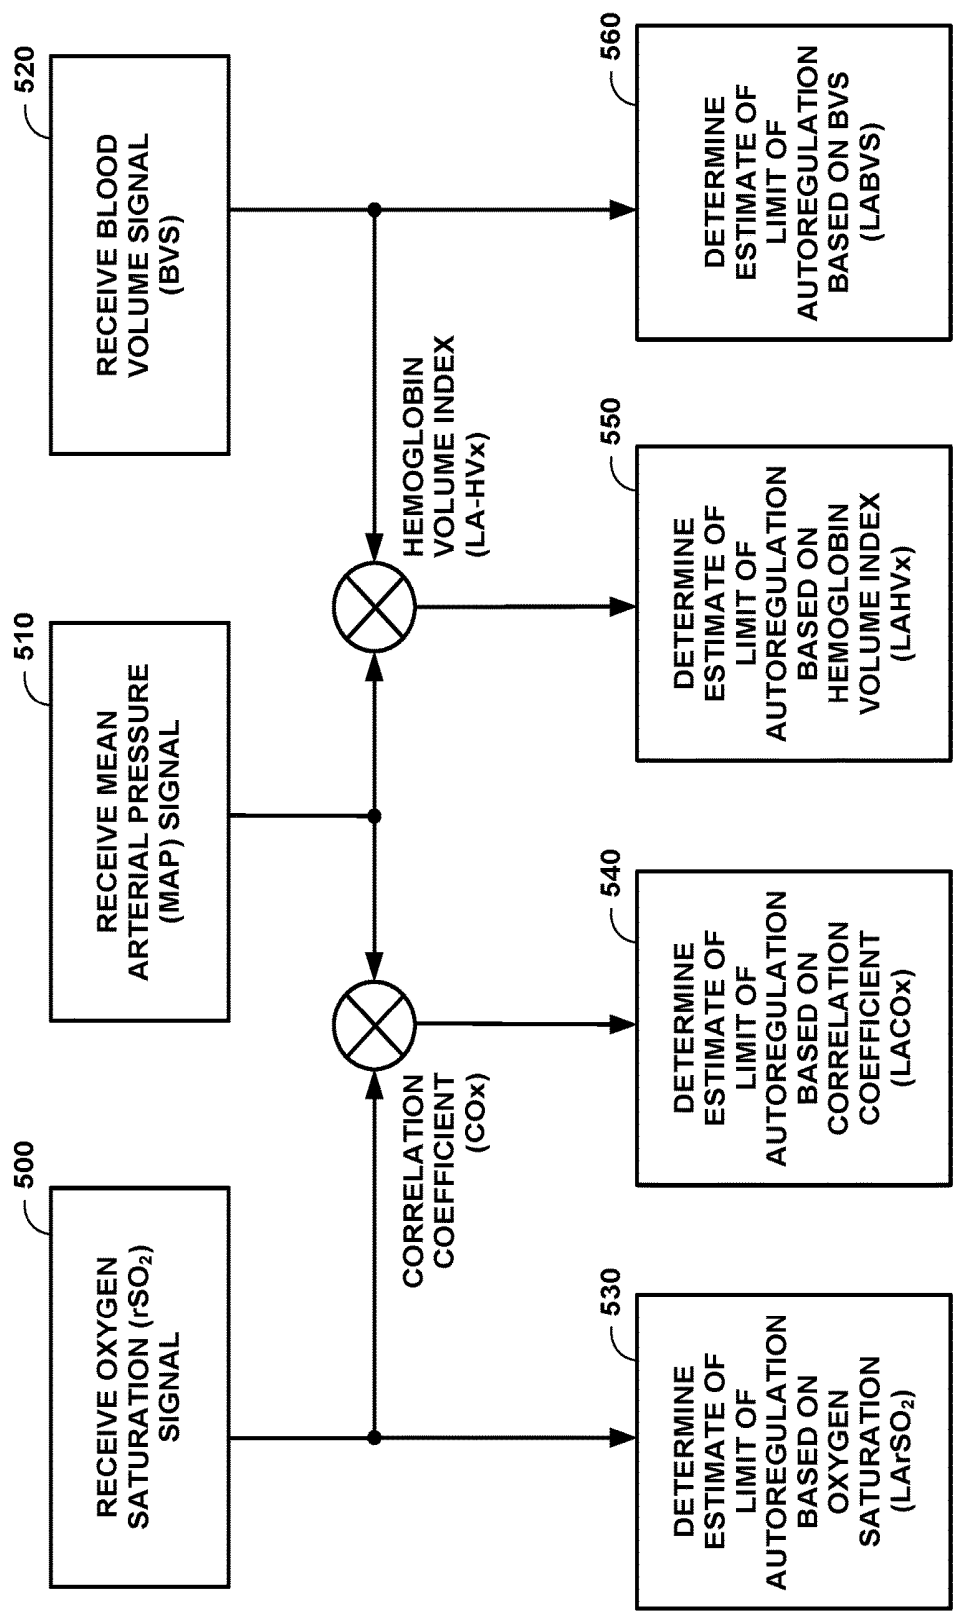 500
RECEIVE OXYGEN
SATURATION (rSO₂)
SIGNAL
510
RECEIVE MEAN
ARTERIAL PRESSURE
(MAP) SIGNAL
520
RECEIVE BLOOD
VOLUME SIGNAL
(BVS)
CORRELATION
COEFFICIENT
(COx)
HEMOGLOBIN
VOLUME INDEX
(LA-HVx)
530
DETERMINE
ESTIMATE OF
LIMIT OF
AUTOREGULATION
BASED ON
OXYGEN
SATURATION
(LArSO₂)
540
DETERMINE
ESTIMATE OF
LIMIT OF
AUTOREGULATION
BASED ON
CORRELATION
COEFFICIENT
(LACOx)
550
DETERMINE
ESTIMATE OF
LIMIT OF
AUTOREGULATION
BASED ON
HEMOGLOBIN
VOLUME INDEX
(LAHVx)
560
DETERMINE
ESTIMATE OF
LIMIT OF
AUTOREGULATION
BASED ON BVS
(LABVS)